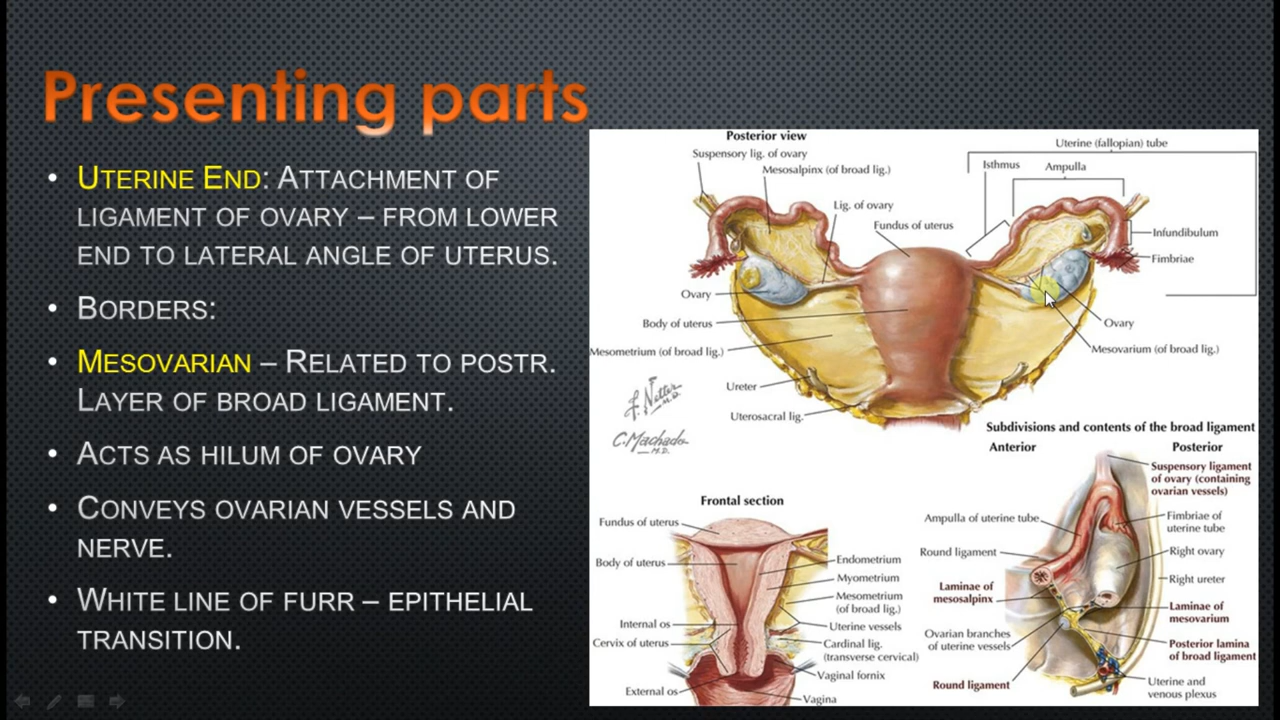 Presenting parts
• UTERINE END: ATTACHMENT OF
LIGAMENT OF OVARY – FROM LOWER
END TO LATERAL ANGLE OF UTERUS.
• BORDERS:
• MESOVARIAN – RELATED TO POSTR.
LAYER OF BROAD LIGAMENT.
• ACTS AS HILUM OF OVARY
• CONVEYS OVARIAN VESSELS AND
NERVE.
• WHITE LINE OF FURR – EPITHELIAL
TRANSITION.
Posterior view
Suspensory lig. of ovary
Mesosalpinx (of broad lig.)
Lig. of ovary
Fundus of uterus
Uterine (fallopian) tube
Isthmus
Ampulla
Infundibulum
Fimbriae
Ovary
Body of uterus
Mesometrium (of broad lig.)
Ureter
Uterosacral lig.
Ovary
Mesovarium (of broad lig.)
F. Netter
M.D.
C. Machado
M.D.
Subdivisions and contents of the broad ligament
Anterior
Posterior
Suspensory ligament
of ovary (containing
ovarian vessels)
Ampulla of uterine tube
Fimbriae of
uterine tube
Round ligament
Right ovary
Laminae of
mesosalpinx
Right ureter
Laminae of
mesovarium
Ovarian branches
of uterine vessels
Posterior lamina
of broad ligament
Round ligament
Uterine and
venous plexus
Frontal section
Fundus of uterus
Body of uterus
Endometrium
Myometrium
Mesometrium
(of broad lig.)
Internal os
Uterine vessels
Cervix of uterus
Cardinal lig.
(transverse cervical)
Vaginal fornix
External os
Vagina